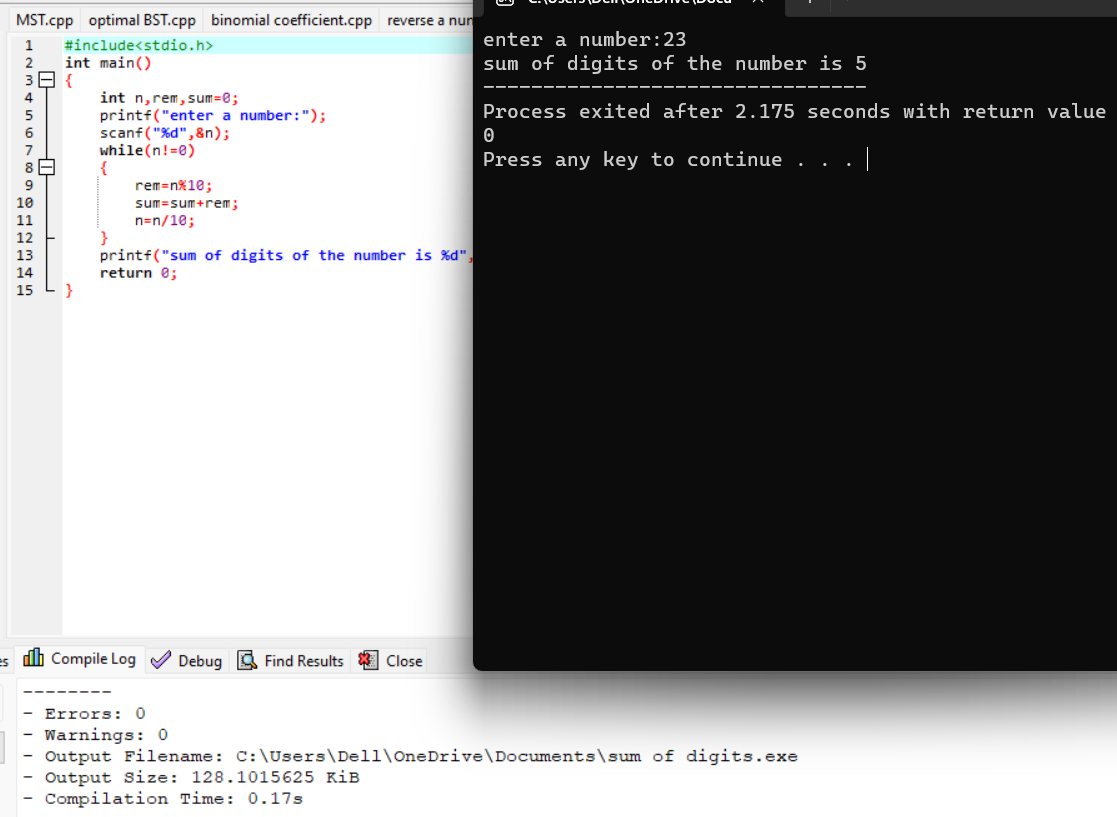 MST.cpp optimal BST.cpp binomial coefficient.cpp reverse a
1 #include<stdio.h>
2 int main()
3 {
4 int n,rem,sum=0;
5 printf("enter a number:");
6 scanf("%d",&n);
7 while(n!=0)
8 {
9 rem=n%10;
10 sum=sum+rem;
11 n=n/10;
12 }
13 printf("sum of digits of the number is %d",
14 return 0;
15 }
C:\Users\Dell\OneDrive\Docu
enter a number:23
sum of digits of the number is 5
--------------------------------
Process exited after 2.175 seconds with return value
0
Press any key to continue . . .
Compile Log Debug Find Results Close
--------
- Errors: 0
- Warnings: 0
- Output Filename: C:\Users\Dell\OneDrive\Documents\sum of digits.exe
- Output Size: 128.1015625 KiB
- Compilation Time: 0.17s